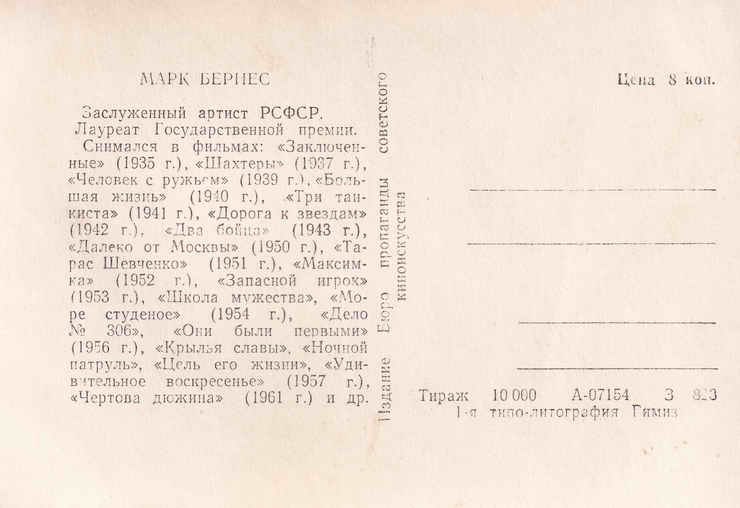 МАРК БЕРНЕС
Заслуженный артист РСФСР.
Лауреат Государственной премии.
Снимался в фильмах: «Заключен-
ные» (1935 г.), «Шахтеры» (1937 г.),
«Человек с ружьем» (1939 г.), «Боль-
шая жизнь» (1940 г.), «Три тан-
киста» (1941 г.), «Дорога к звездам»
(1942 г.), «Два бойца» (1943 г.),
«Далеко от Москвы» (1950 г.), «Та-
рас Шевченко» (1951 г.), «Максим-
ка» (1952 г.), «Запасной игрок»
(1953 г.), «Школа мужества», «Мо-
ре студеное» (1954 г.), «Дело
№ 306», «Они были первыми»
(1956 г.), «Крылья славы», «Ночной
патруль», «Цель его жизни», «Уди-
вительное воскресенье» (1957 г.),
«Чертова дюжина» (1961 г.) и др.
Издание Бюро пропаганды советского
киноискусства
Цена 8 коп.
Тираж 10 000 А-07154 З
1-я типо-литография Гимиз